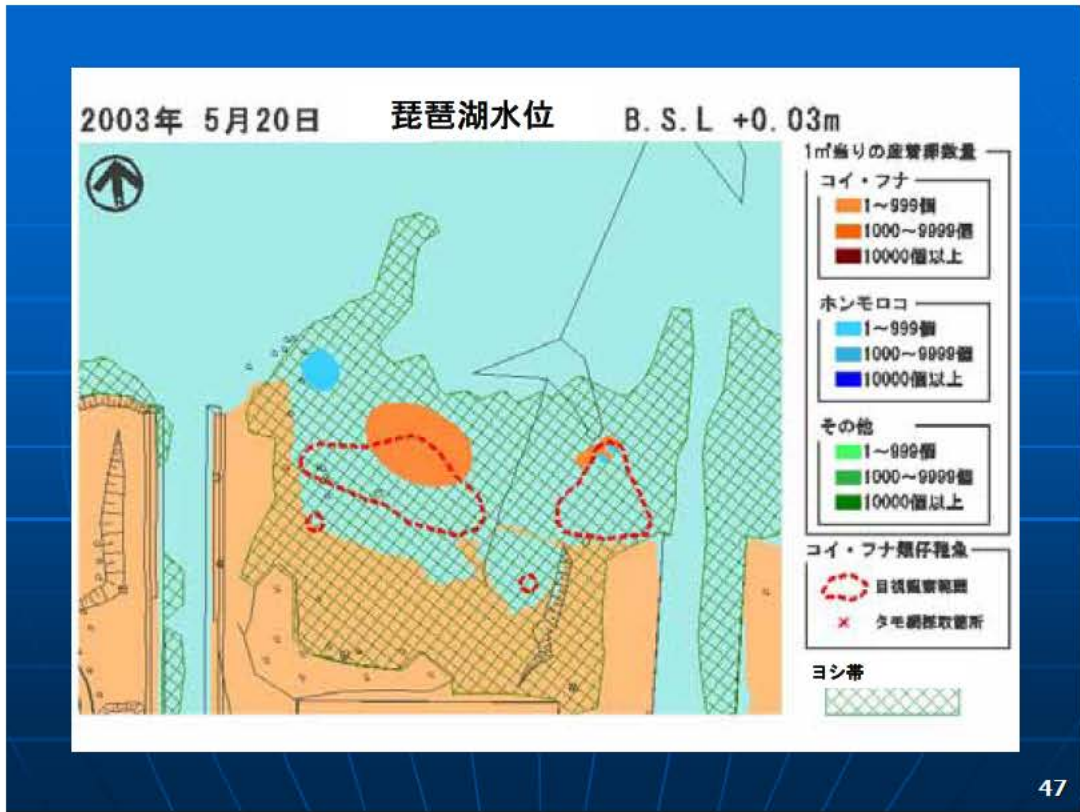 2003年 5月20日 琵琶湖水位 B.S.L +0.03m
1㎡当りの産着卵数量
コイ・フナ
1～999個
1000～9999個
10000個以上
ホンモロコ
1～999個
1000～9999個
10000個以上
その他
1～999個
1000～9999個
10000個以上
コイ・フナ類仔稚魚
目視観察範囲
タモ網採取箇所
ヨシ帯
47